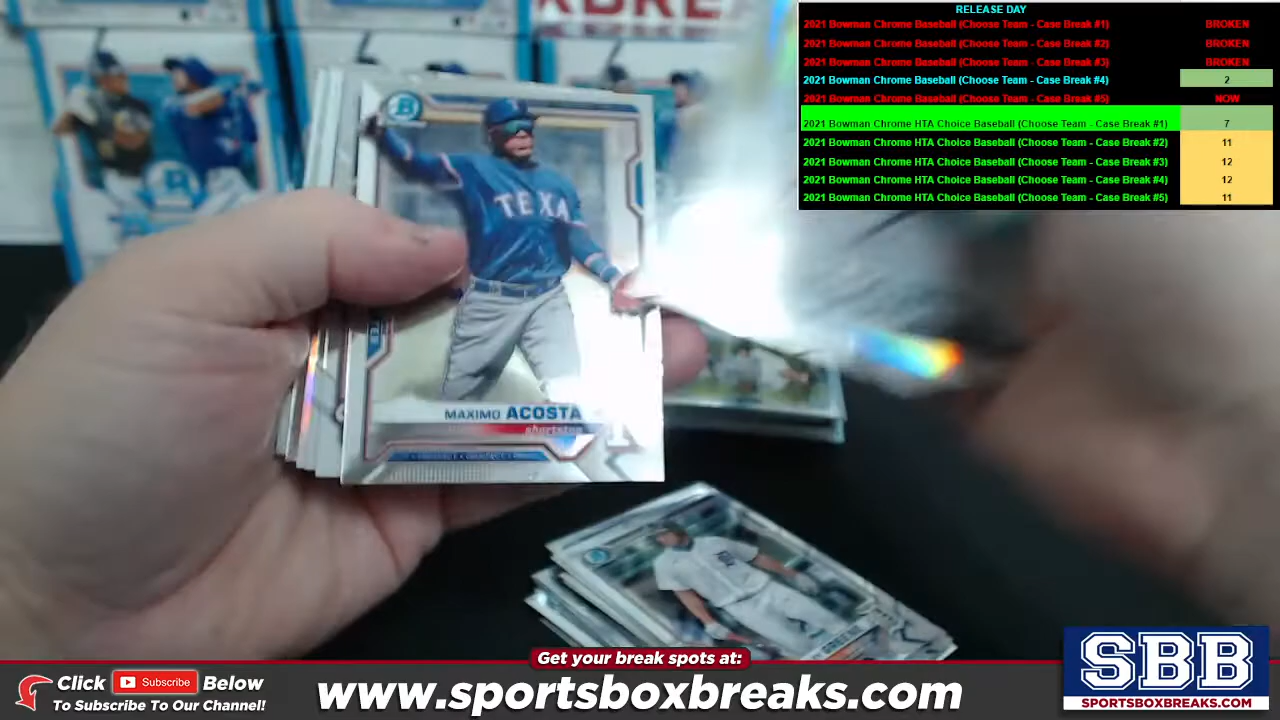 RELEASE DAY
2021 Bowman Chrome Baseball (Choose Team - Case Break #1) BROKEN
2021 Bowman Chrome Baseball (Choose Team - Case Break #2) BROKEN
2021 Bowman Chrome Baseball (Choose Team - Case Break #3) BROKEN
2021 Bowman Chrome Baseball (Choose Team - Case Break #4) 2
2021 Bowman Chrome Baseball (Choose Team - Case Break #5) NOW
2021 Bowman Chrome HTA Choice Baseball (Choose Team - Case Break #1) 7
2021 Bowman Chrome HTA Choice Baseball (Choose Team - Case Break #2) 11
2021 Bowman Chrome HTA Choice Baseball (Choose Team - Case Break #3) 12
2021 Bowman Chrome HTA Choice Baseball (Choose Team - Case Break #4) 12
2021 Bowman Chrome HTA Choice Baseball (Choose Team - Case Break #5) 11
B
TEXA
MAXIMO ACOSTA
shortstop
Get your break spots at:
Click Subscribe Below
To Subscribe To Our Channel!
www.sportsboxbreaks.com
SBB
SPORTSBOXBREAKS.COM